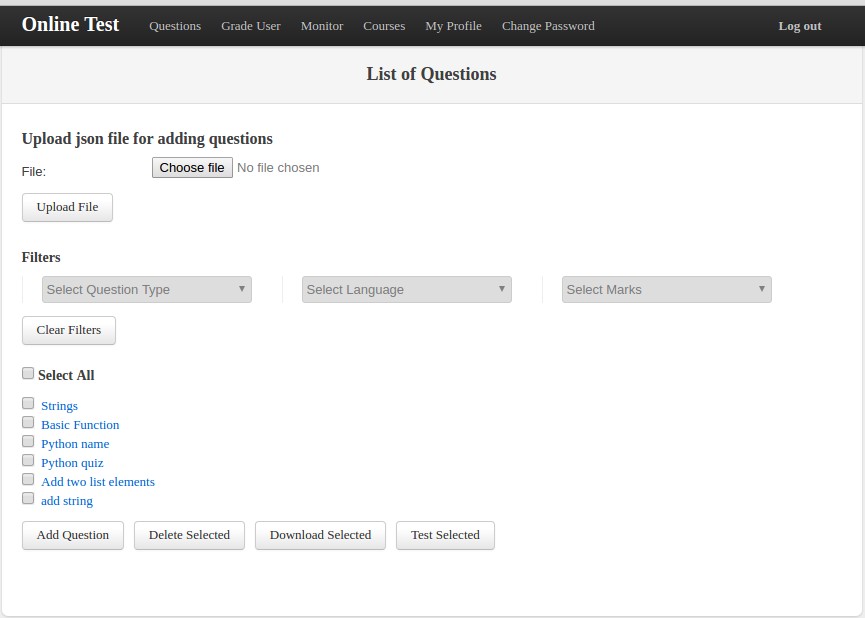 Online Test Questions Grade User Monitor Courses My Profile Change Password Log out
List of Questions
Upload json file for adding questions
File: Choose file No file chosen
Upload File
Filters
Select Question Type Select Language Select Marks
Clear Filters
Select All
Strings
Basic Function
Python name
Python quiz
Add two list elements
add string
Add Question Delete Selected Download Selected Test Selected